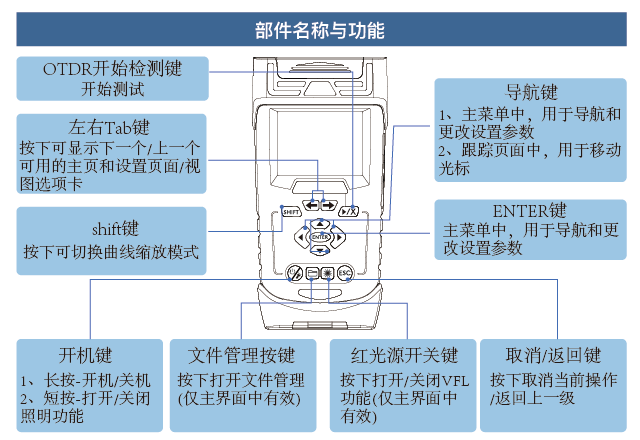 部件名称与功能
OTDR开始检测键
开始测试
左右Tab键
按下可显示下一个/上一个
可用的主页和设置页面/视
图选项卡
shift键
按下可切换曲线缩放模式
导航键
1、主菜单中，用于导航和
更改设置参数
2、跟踪页面中，用于移动
光标
ENTER键
主菜单中，用于导航和更
改设置参数
SHIFT
ENTER
ESC
开机键
1、长按-开机/关机
2、短按-打开/关闭
照明功能
文件管理按键
按下打开文件管理
(仅主界面中有效)
红光源开关键
按下打开/关闭VFL
功能(仅主界面中
有效)
取消/返回键
按下取消当前操作
/返回上一级